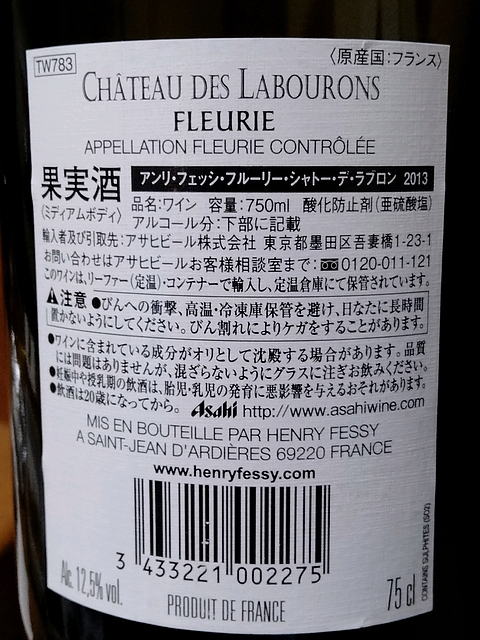 TW783
〈原産国:フランス〉
CHÂTEAU DES LABOURONS
FLEURIE
APPELLATION FLEURIE CONTRÔLÉE
果実酒
〈ミディアムボディ〉
アンリ・フェッシ・フルーリー・シャトー・デ・ラブロン 2013
品名:ワイン 容量:750ml 酸化防止剤(亜硫酸塩)
アルコール分:下部に記載
輸入者及び引取先:アサヒビール株式会社 東京都墨田区吾妻橋1-23-1
お問い合わせはアサヒビールお客様相談室まで: 0120-011-121
このワインは、リーファー(定温)・コンテナーで輸入し、定温倉庫にて保管されています。
⚠注意 ●びんへの衝撃、高温・冷凍庫保管を避け、日なたに長時間
置かないようにしてください。びん割れによりケガをすることがあります。
●ワインに含まれている成分がオリとして沈殿する場合があります。品質
には問題はありませんが、混ざらないようにグラスに注ぎお飲みください。
●妊娠中や授乳期の飲酒は、胎児・乳児の発育に悪影響を与えるおそれがあります。
●飲酒は20歳になってから。 Asahi http://www.asahiwine.com
MIS EN BOUTEILLE PAR HENRY FESSY
A SAINT-JEAN D'ARDIÈRES 69220 FRANCE
www.henryfessy.com
3 433221 002275
Alc. 12,5% vol.
PRODUIT DE FRANCE
75 cl
CONTAINS SULPHITES (SO2)